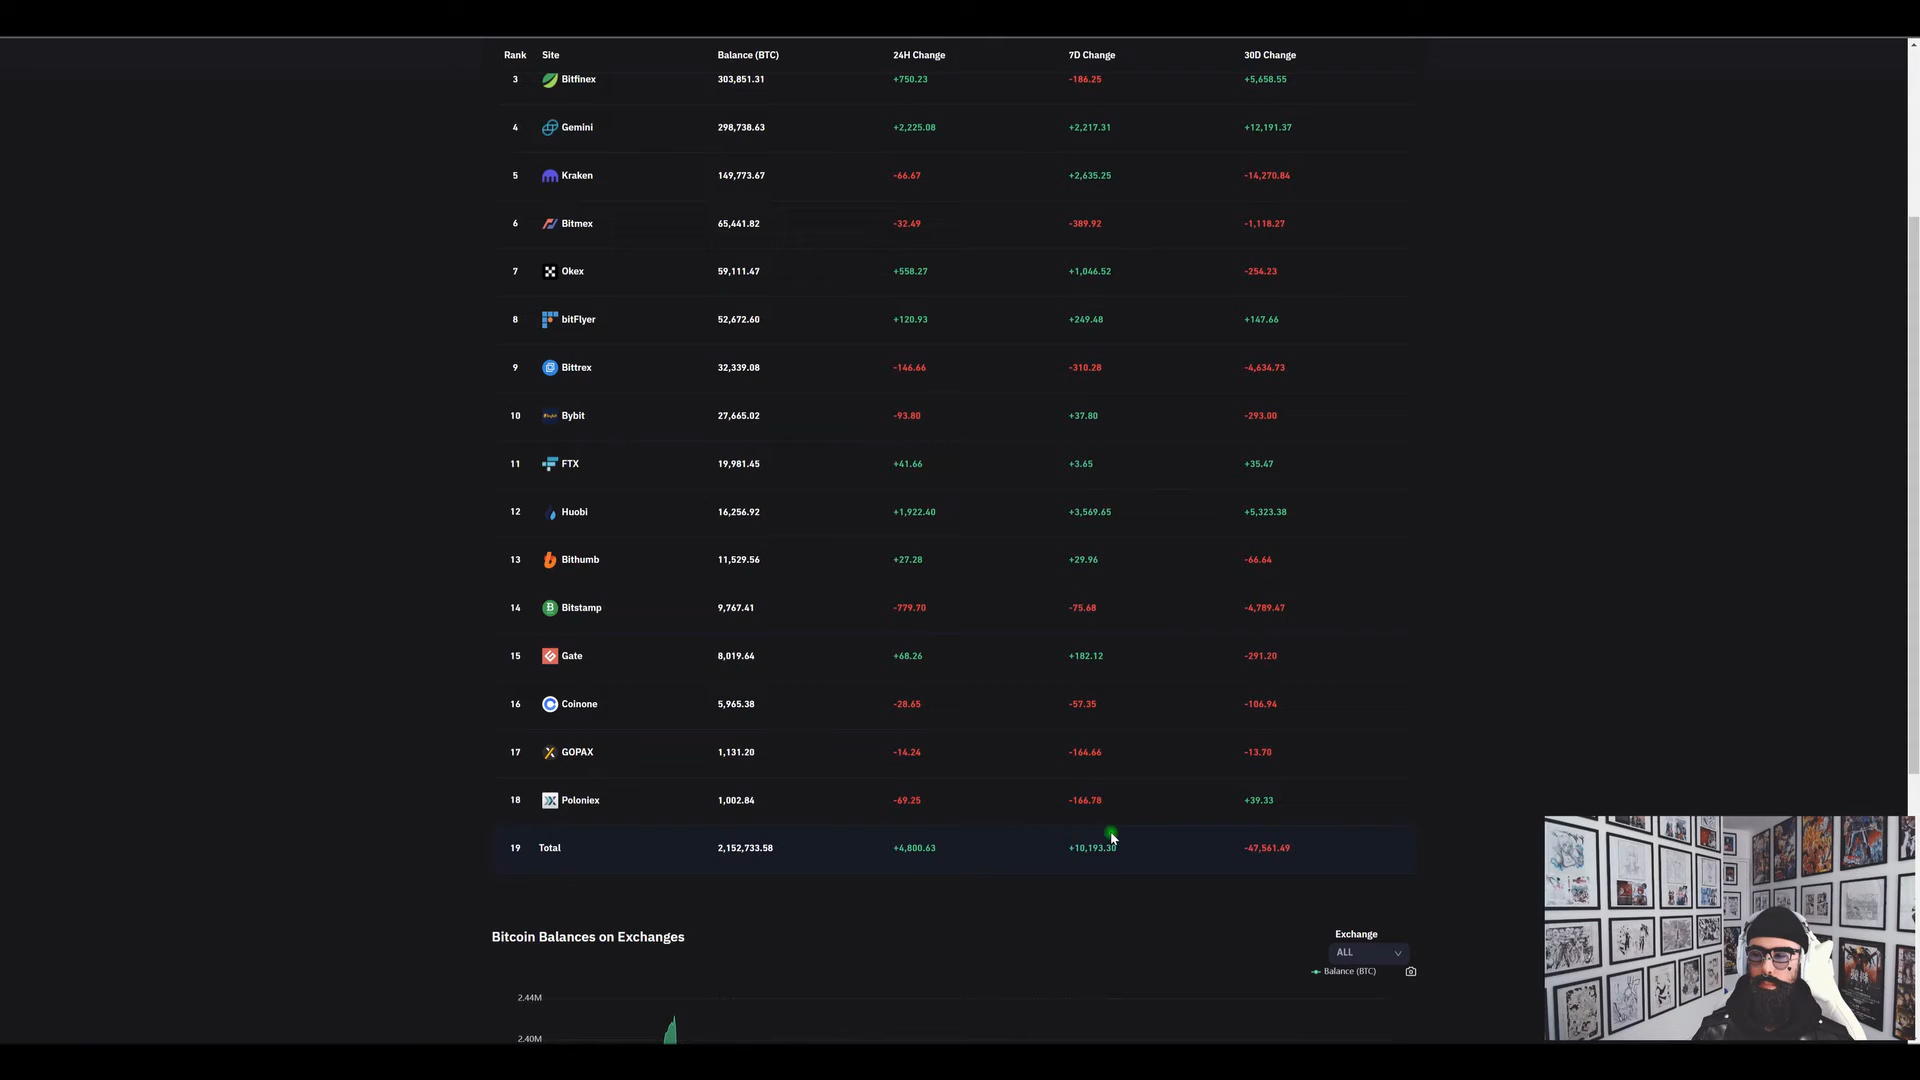 Rank Site Balance (BTC) 24H Change 7D Change 30D Change
3 Bitfinex 303,851.31 +750.23 -186.25 +5,658.55
4 Gemini 298,738.63 +2,225.08 +2,217.31 +12,191.37
5 Kraken 149,773.67 -66.67 +2,635.25 -14,270.84
6 Bitmex 65,441.82 -32.49 -389.92 -1,118.27
7 Okex 59,111.47 +558.27 +1,046.52 -254.23
8 bitFlyer 52,672.60 +120.93 +249.48 +147.66
9 Bittrex 32,339.08 -146.66 -310.28 -4,634.73
10 Bybit 27,665.02 -93.80 +37.80 -293.00
11 FTX 19,981.45 +41.66 +3.65 +35.47
12 Huobi 16,256.92 +1,922.40 +3,569.65 +5,323.38
13 Bithumb 11,529.56 +27.28 +29.96 -66.64
14 Bitstamp 9,767.41 -779.70 -75.68 -4,789.47
15 Gate 8,019.64 +68.26 +182.12 -291.20
16 Coinone 5,965.38 -28.65 -57.35 -106.94
17 GOPAX 1,131.20 -14.24 -164.66 -13.70
18 Poloniex 1,002.84 -69.25 -166.78 +39.33
19 Total 2,152,733.58 +4,800.63 +10,193.30 -47,561.49
Bitcoin Balances on Exchanges
Exchange
ALL
Balance (BTC)
2.44M
2.40M